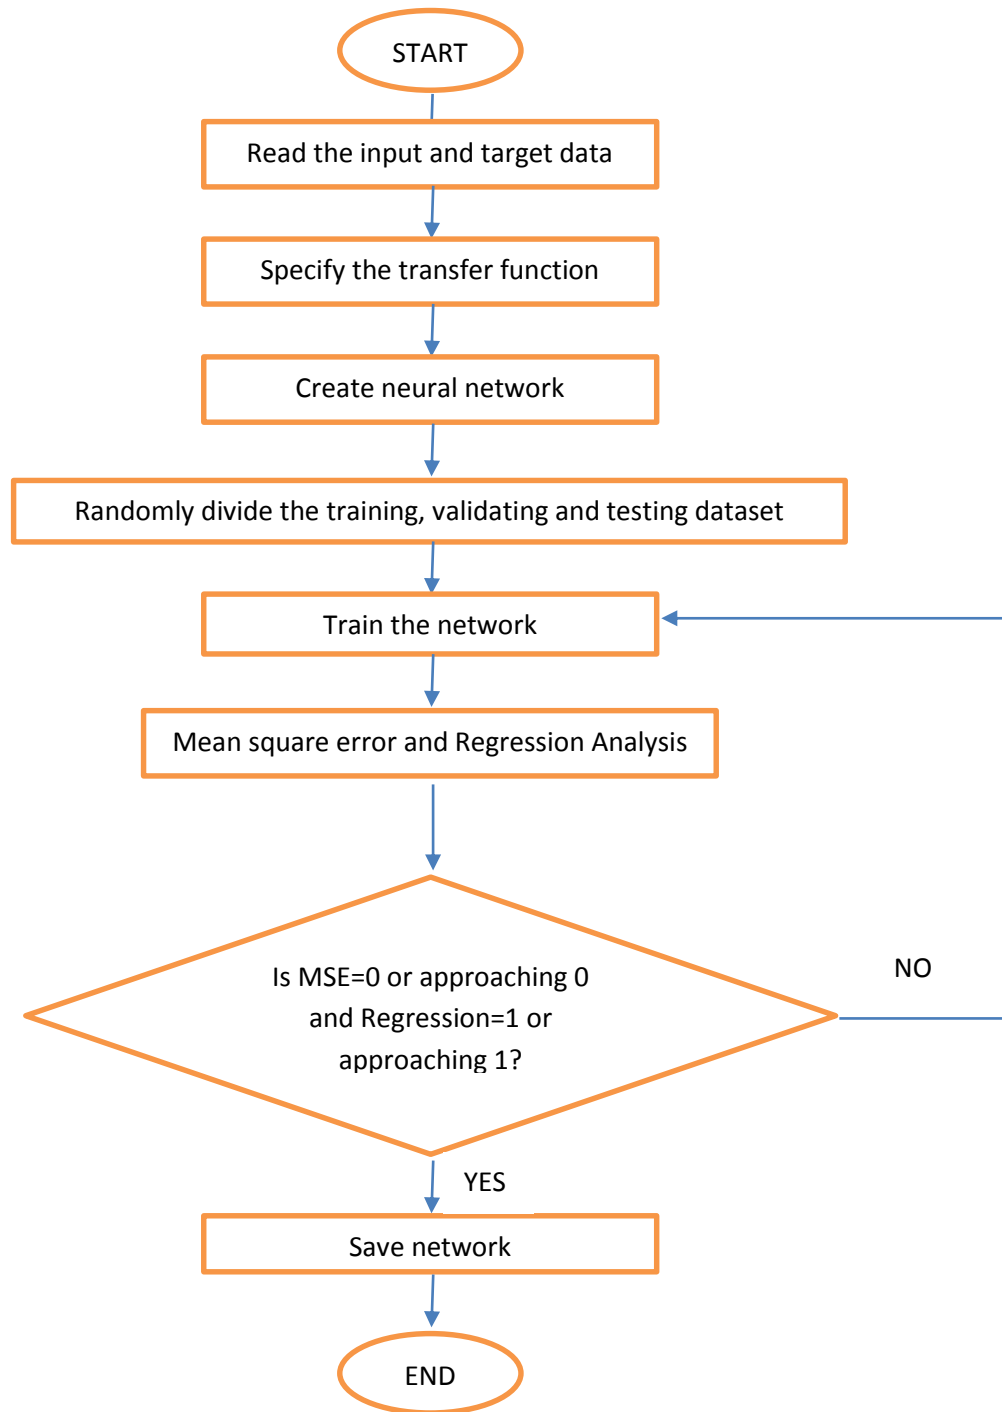 START
Read the input and target data
Specify the transfer function
Create neural network
Randomly divide the training, validating and testing dataset
Train the network
Mean square error and Regression Analysis
Is MSE=0 or approaching 0
and Regression=1 or
approaching 1?
NO
YES
Save network
END